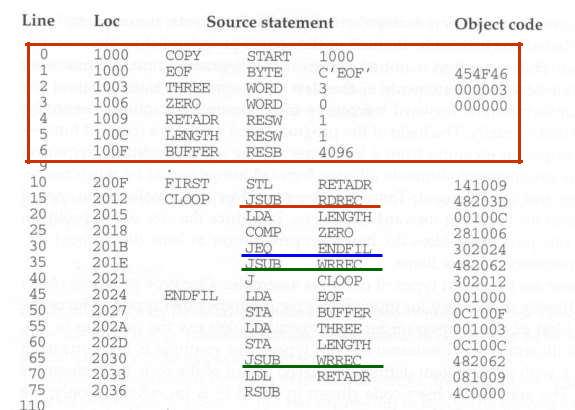 Line Loc Source statement Object code
0 1000 COPY START 1000
1 1000 EOF BYTE C'EOF' 454F46
2 1003 THREE WORD 3 000003
3 1006 ZERO WORD 0 000000
4 1009 RETADR RESW 1
5 100C LENGTH RESW 1
6 100F BUFFER RESB 4096
9 .
10 200F FIRST STL RETADR 141009
15 2012 CLOOP JSUB RDREC 48203D
20 2015 LDA LENGTH 00100C
25 2018 COMP ZERO 281006
30 201B JEQ ENDFIL 302024
35 201E JSUB WRREC 482062
40 2021 J CLOOP 302012
45 2024 ENDFIL LDA EOF 001000
50 2027 STA BUFFER 0C100F
55 202A LDA THREE 001003
60 202D STA LENGTH 0C100C
65 2030 JSUB WRREC 482062
70 2033 LDL RETADR 081009
75 2036 RSUB 4C0000
110